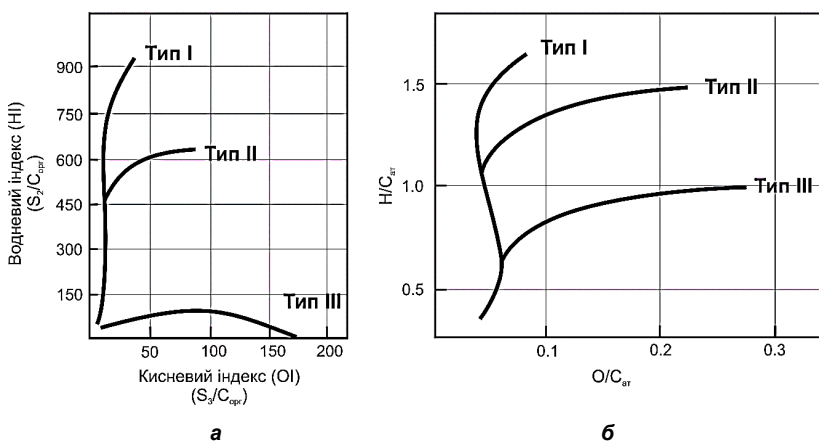 Водневий індекс (HI)
(S₂/Cорг)
900
750
600
450
300
150
Тип I
Тип II
Тип III
50
100
150
200
Кисневий індекс (OI)
(S₃/Cорг)
а
H/Cат
1.5
1.0
0.5
Тип I
Тип II
Тип III
0.1
0.2
0.3
O/Cат
б